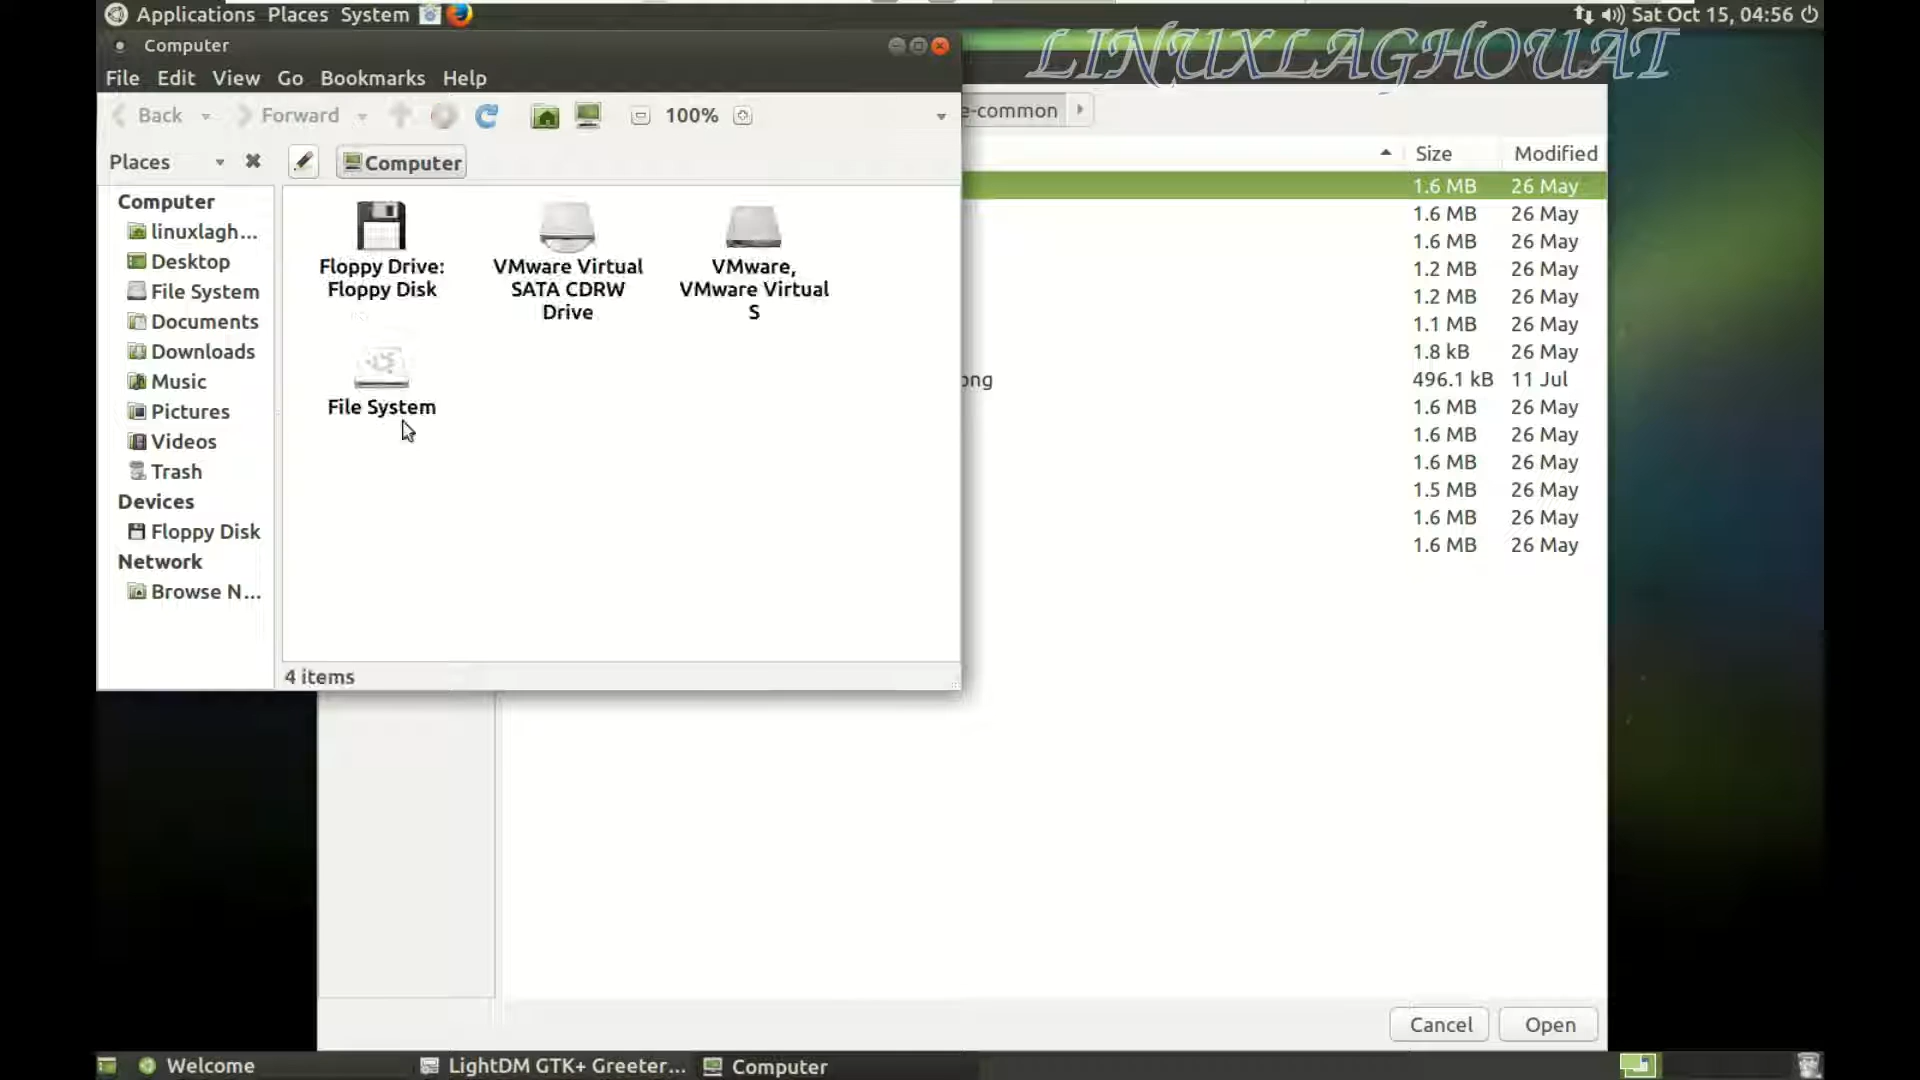 Applications Places System
Sat Oct 15, 04:56
LINUXLAGHOUAT
Computer
File Edit View Go Bookmarks Help
Back Forward 100%
Places
Computer
Computer
linuxlagh...
Desktop
File System
Documents
Downloads
Music
Pictures
Videos
Trash
Devices
Floppy Disk
Network
Browse N...
Floppy Drive:
Floppy Disk
VMware Virtual
SATA CDRW
Drive
VMware,
VMware Virtual
S
File System
4 items
e-common
Size Modified
1.6 MB 26 May
1.6 MB 26 May
1.6 MB 26 May
1.2 MB 26 May
1.2 MB 26 May
1.1 MB 26 May
1.8 kB 26 May
png 496.1 kB 11 Jul
1.6 MB 26 May
1.6 MB 26 May
1.6 MB 26 May
1.5 MB 26 May
1.6 MB 26 May
1.6 MB 26 May
Cancel Open
Welcome LightDM GTK+ Greeter... Computer